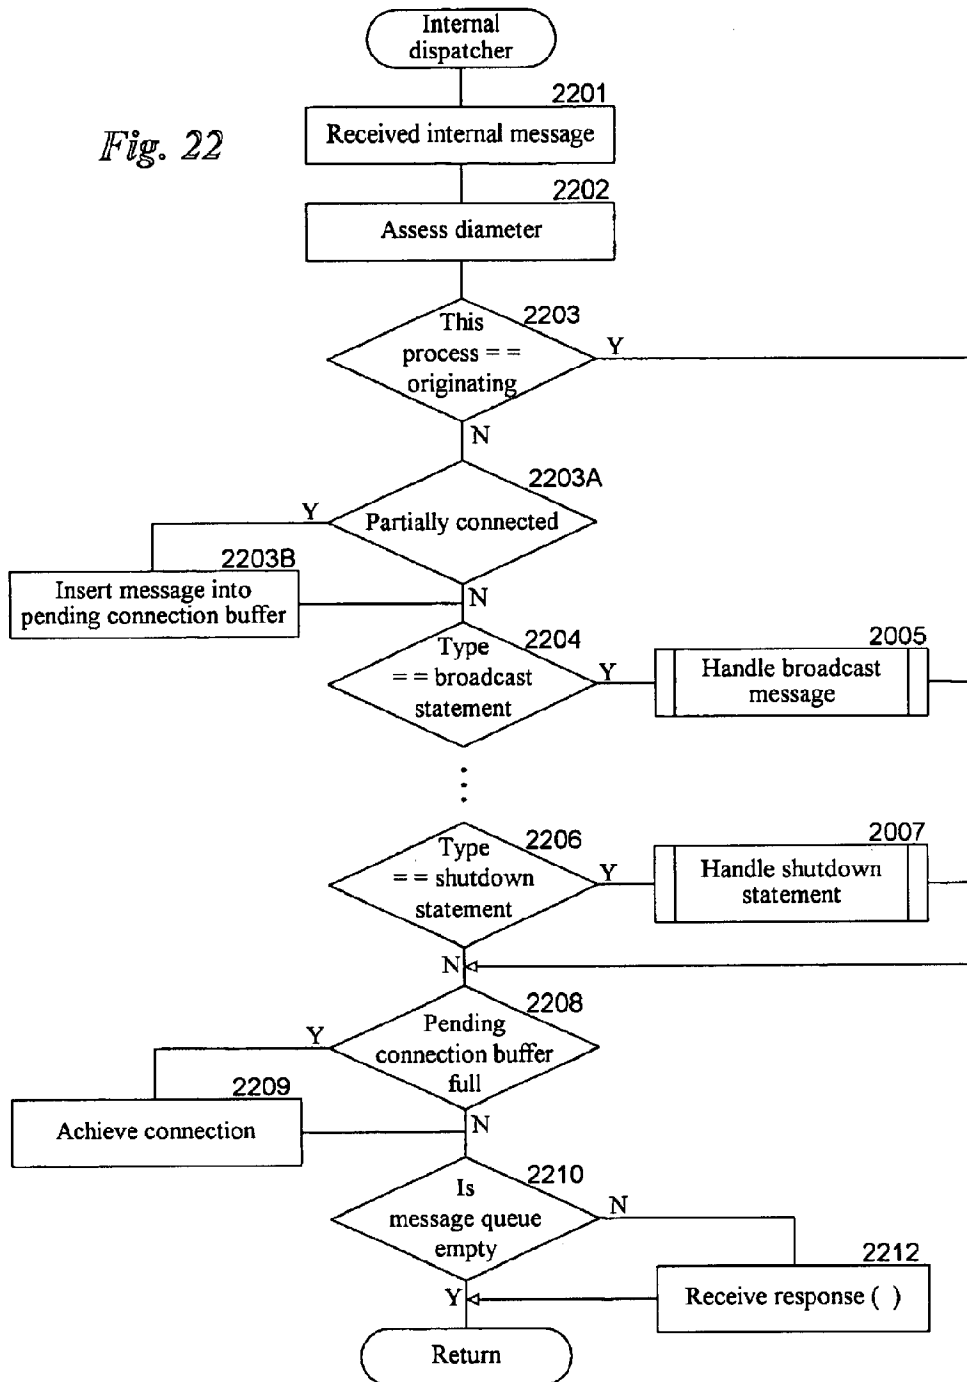 Internal
dispatcher
2201
Received internal message
Fig. 22
2202
Assess diameter
2203
This
process = =
originating
Y
N
2203A
Partially connected
Y
2203B
Insert message into
pending connection buffer
N
2204
Type
= = broadcast
statement
Y
2005
Handle broadcast
message
2206
Type
= = shutdown
statement
Y
2007
Handle shutdown
statement
N
2208
Pending
connection buffer
full
Y
2209
Achieve connection
N
2210
Is
message queue
empty
N
2212
Receive response ( )
Y
Return